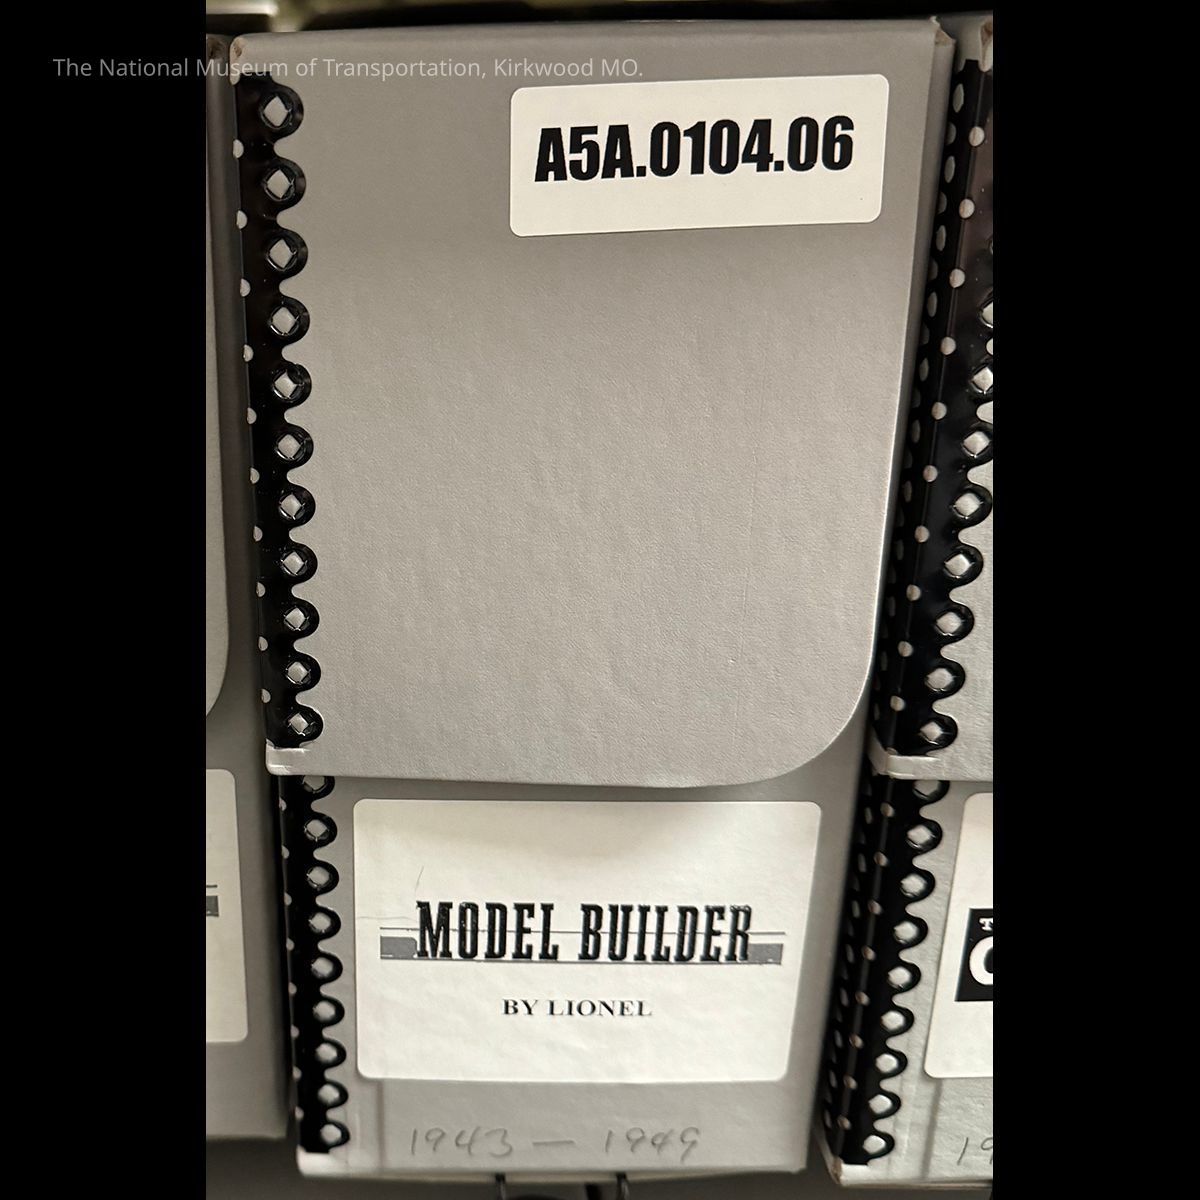 The National Museum of Transportation, Kirkwood MO.
A5A.0104.06
MODEL BUILDER
BY LIONEL
1943 — 1949